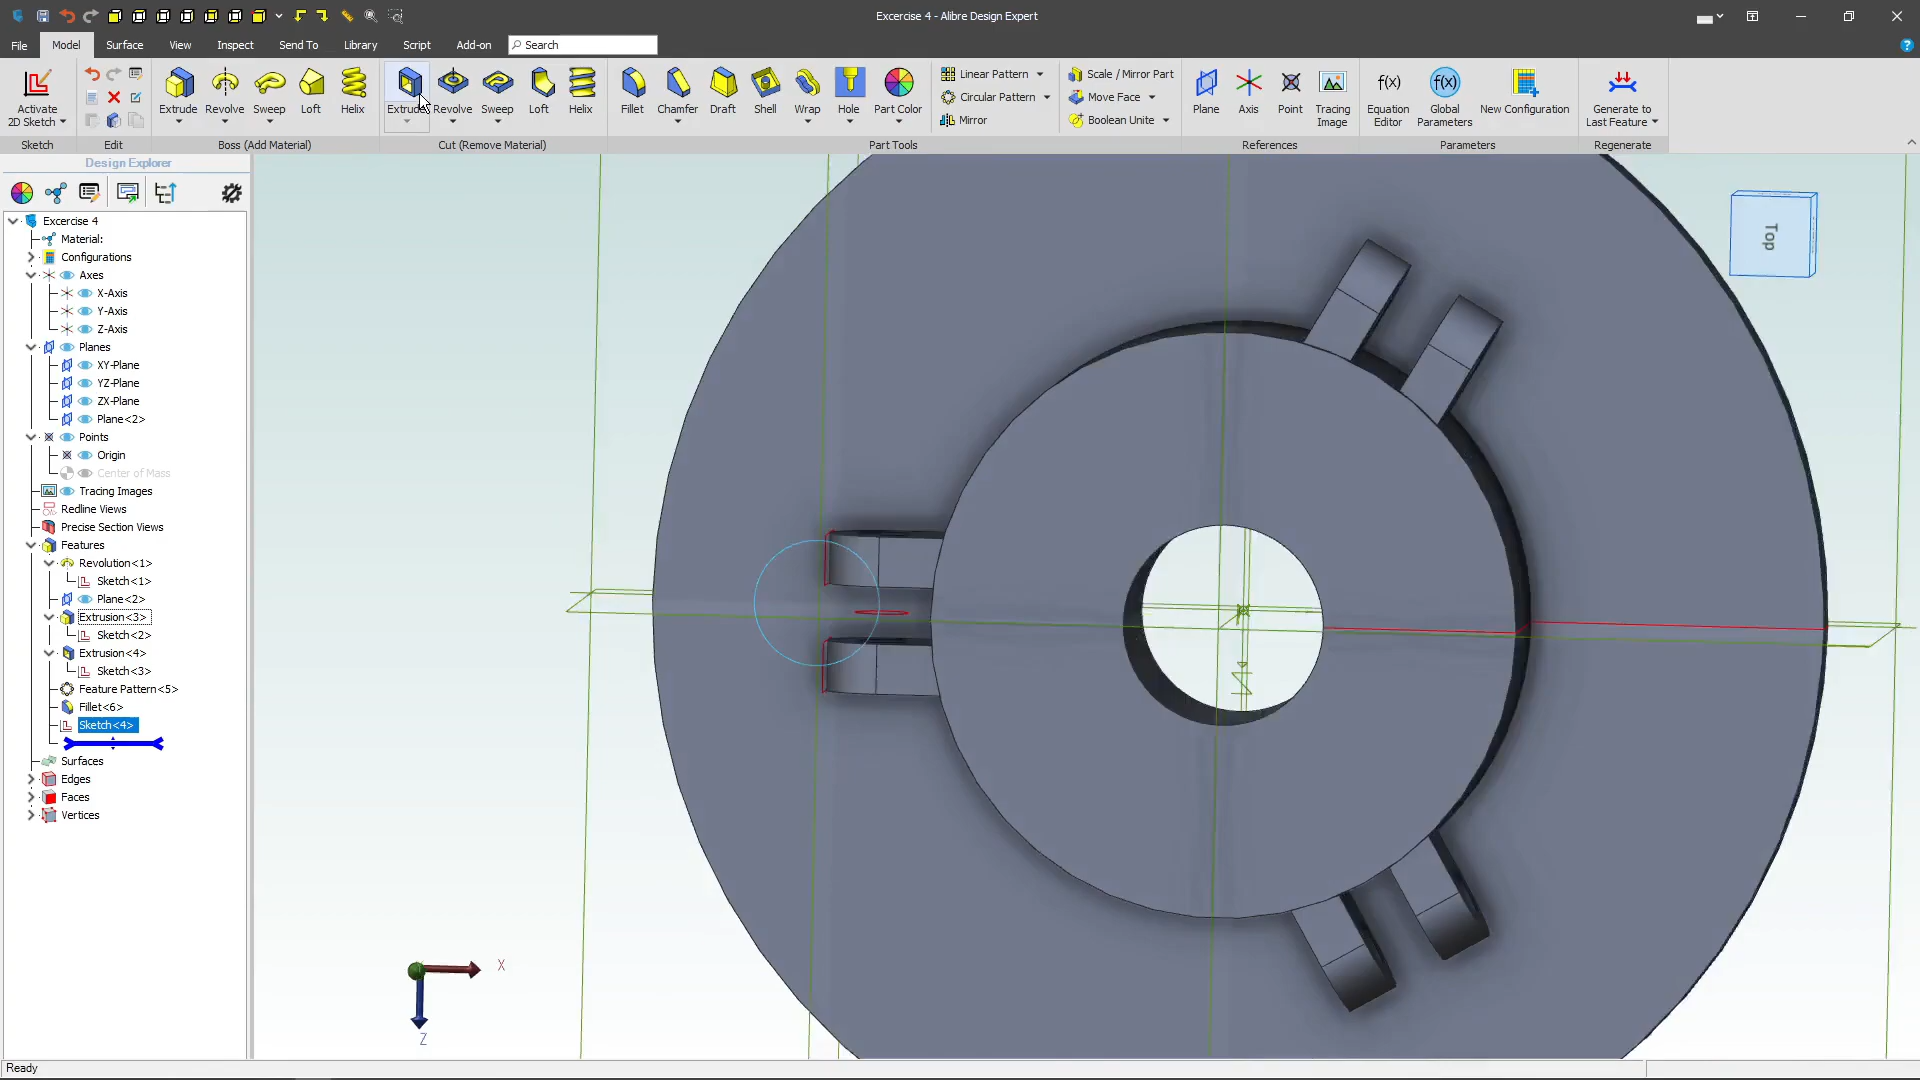 Excercise 4 - Alibre Design Expert
File Model Surface View Inspect Send To Library Script Add-on Search
Activate
2D Sketch
Extrude Revolve Sweep Loft Helix
Extrude Revolve Sweep Loft Helix
Fillet Chamfer Draft Shell Wrap Hole Part Color
Linear Pattern
Circular Pattern
Mirror
Scale / Mirror Part
Move Face
Boolean Unite
Plane Axis Point Tracing
Image
Equation
Editor
Global
Parameters
New Configuration
Generate to
Last Feature
Sketch Edit Boss (Add Material) Cut (Remove Material) Part Tools References Parameters Regenerate
Design Explorer
Excercise 4
Material:
Configurations
Axes
X-Axis
Y-Axis
Z-Axis
Planes
XY-Plane
YZ-Plane
ZX-Plane
Plane<2>
Points
Origin
Center of Mass
Tracing Images
Redline Views
Precise Section Views
Features
Revolution<1>
Sketch<1>
Plane<2>
Extrusion<3>
Sketch<2>
Extrusion<4>
Sketch<3>
Feature Pattern<5>
Fillet<6>
Sketch<4>
Surfaces
Edges
Faces
Vertices
Top
X
Z
Ready